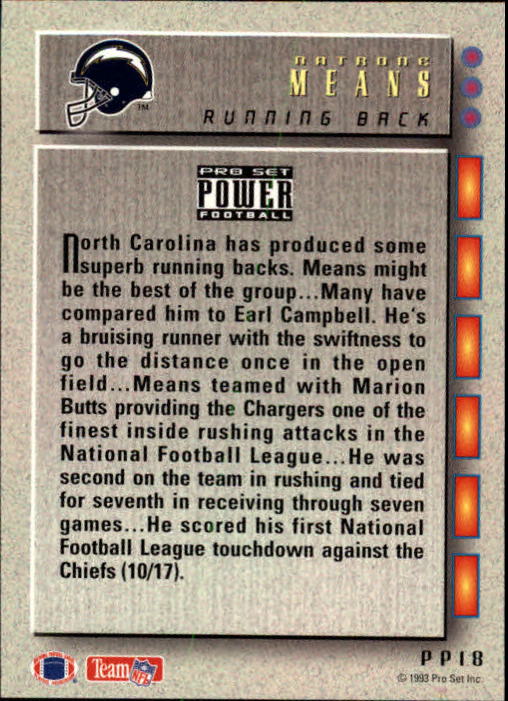 NATRONE
MEANS
RUNNING BACK
TM
PRO SET
POWER
FOOTBALL
North Carolina has produced some
superb running backs. Means might
be the best of the group...Many have
compared him to Earl Campbell. He's
a bruising runner with the swiftness to
go the distance once in the open
field...Means teamed with Marion
Butts providing the Chargers one of the
finest inside rushing attacks in the
National Football League...He was
second on the team in rushing and tied
for seventh in receiving through seven
games...He scored his first National
Football League touchdown against the
Chiefs (10/17).
Team NFL
PP18
© 1993 Pro Set Inc.